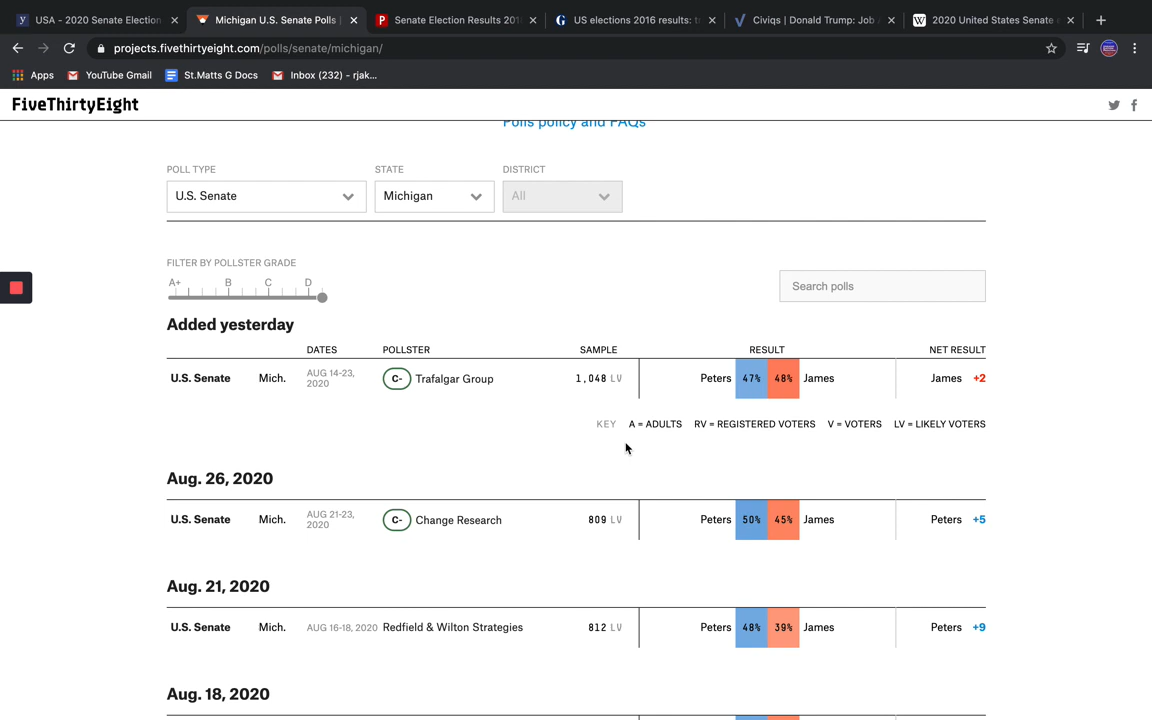 USA - 2020 Senate Election
Michigan U.S. Senate Polls |
Senate Election Results 201
US elections 2016 results: t
Civiqs | Donald Trump: Job A
2020 United States Senate e
projects.fivethirtyeight.com/polls/senate/michigan/
Apps YouTube Gmail St.Matts G Docs Inbox (232) - rjak...
FiveThirtyEight
Polls policy and FAQs
POLL TYPE STATE DISTRICT
U.S. Senate Michigan All
FILTER BY POLLSTER GRADE
A+ B C D
Search polls
Added yesterday
DATES POLLSTER SAMPLE RESULT NET RESULT
U.S. Senate Mich. AUG 14-23, 2020 C- Trafalgar Group 1,048 LV Peters 47% 48% James James +2
KEY A = ADULTS RV = REGISTERED VOTERS V = VOTERS LV = LIKELY VOTERS
Aug. 26, 2020
U.S. Senate Mich. AUG 21-23, 2020 C- Change Research 809 LV Peters 50% 45% James Peters +5
Aug. 21, 2020
U.S. Senate Mich. AUG 16-18, 2020 Redfield & Wilton Strategies 812 LV Peters 48% 39% James Peters +9
Aug. 18, 2020